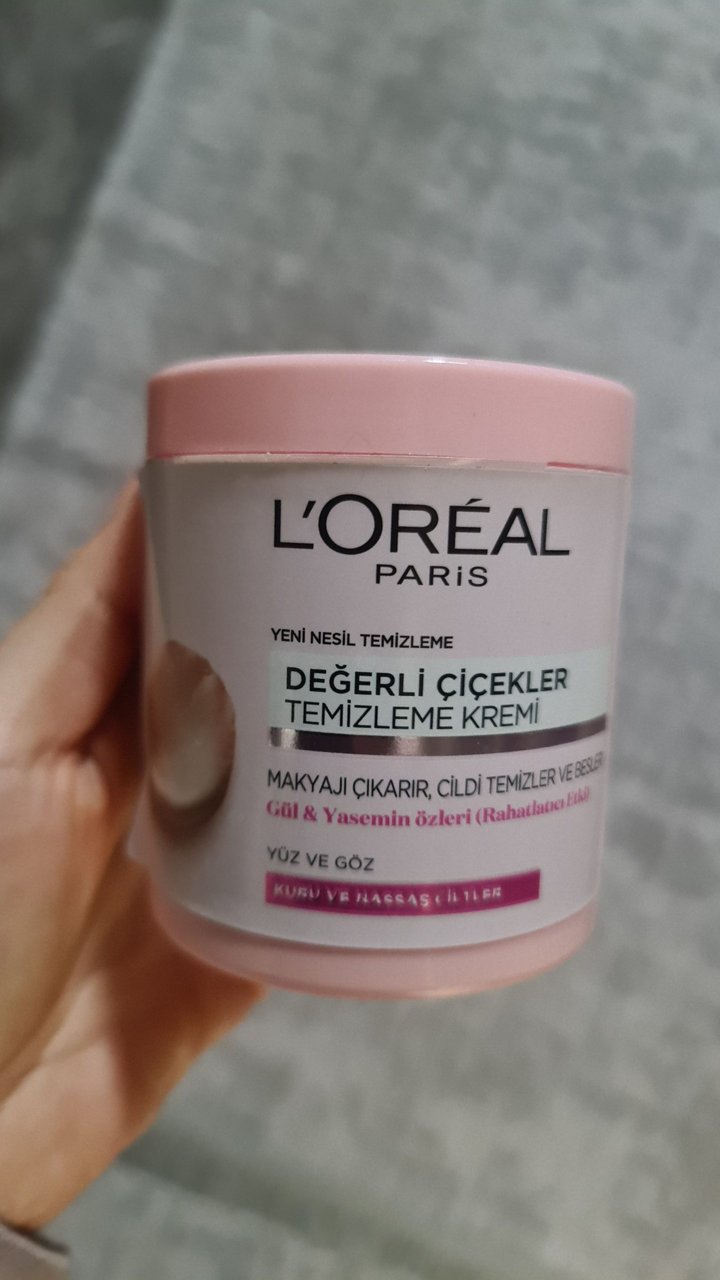 L'ORÉAL
PARiS
YENİ NESİL TEMİZLEME
DEĞERLİ ÇİÇEKLER
TEMİZLEME KREMİ
MAKYAJI ÇIKARIR, CİLDİ TEMİZLER VE BESLER
Gül & Yasemin özleri (Rahatlatıcı Etki)
YÜZ VE GÖZ
KURU VE HASSAS CİLTLER